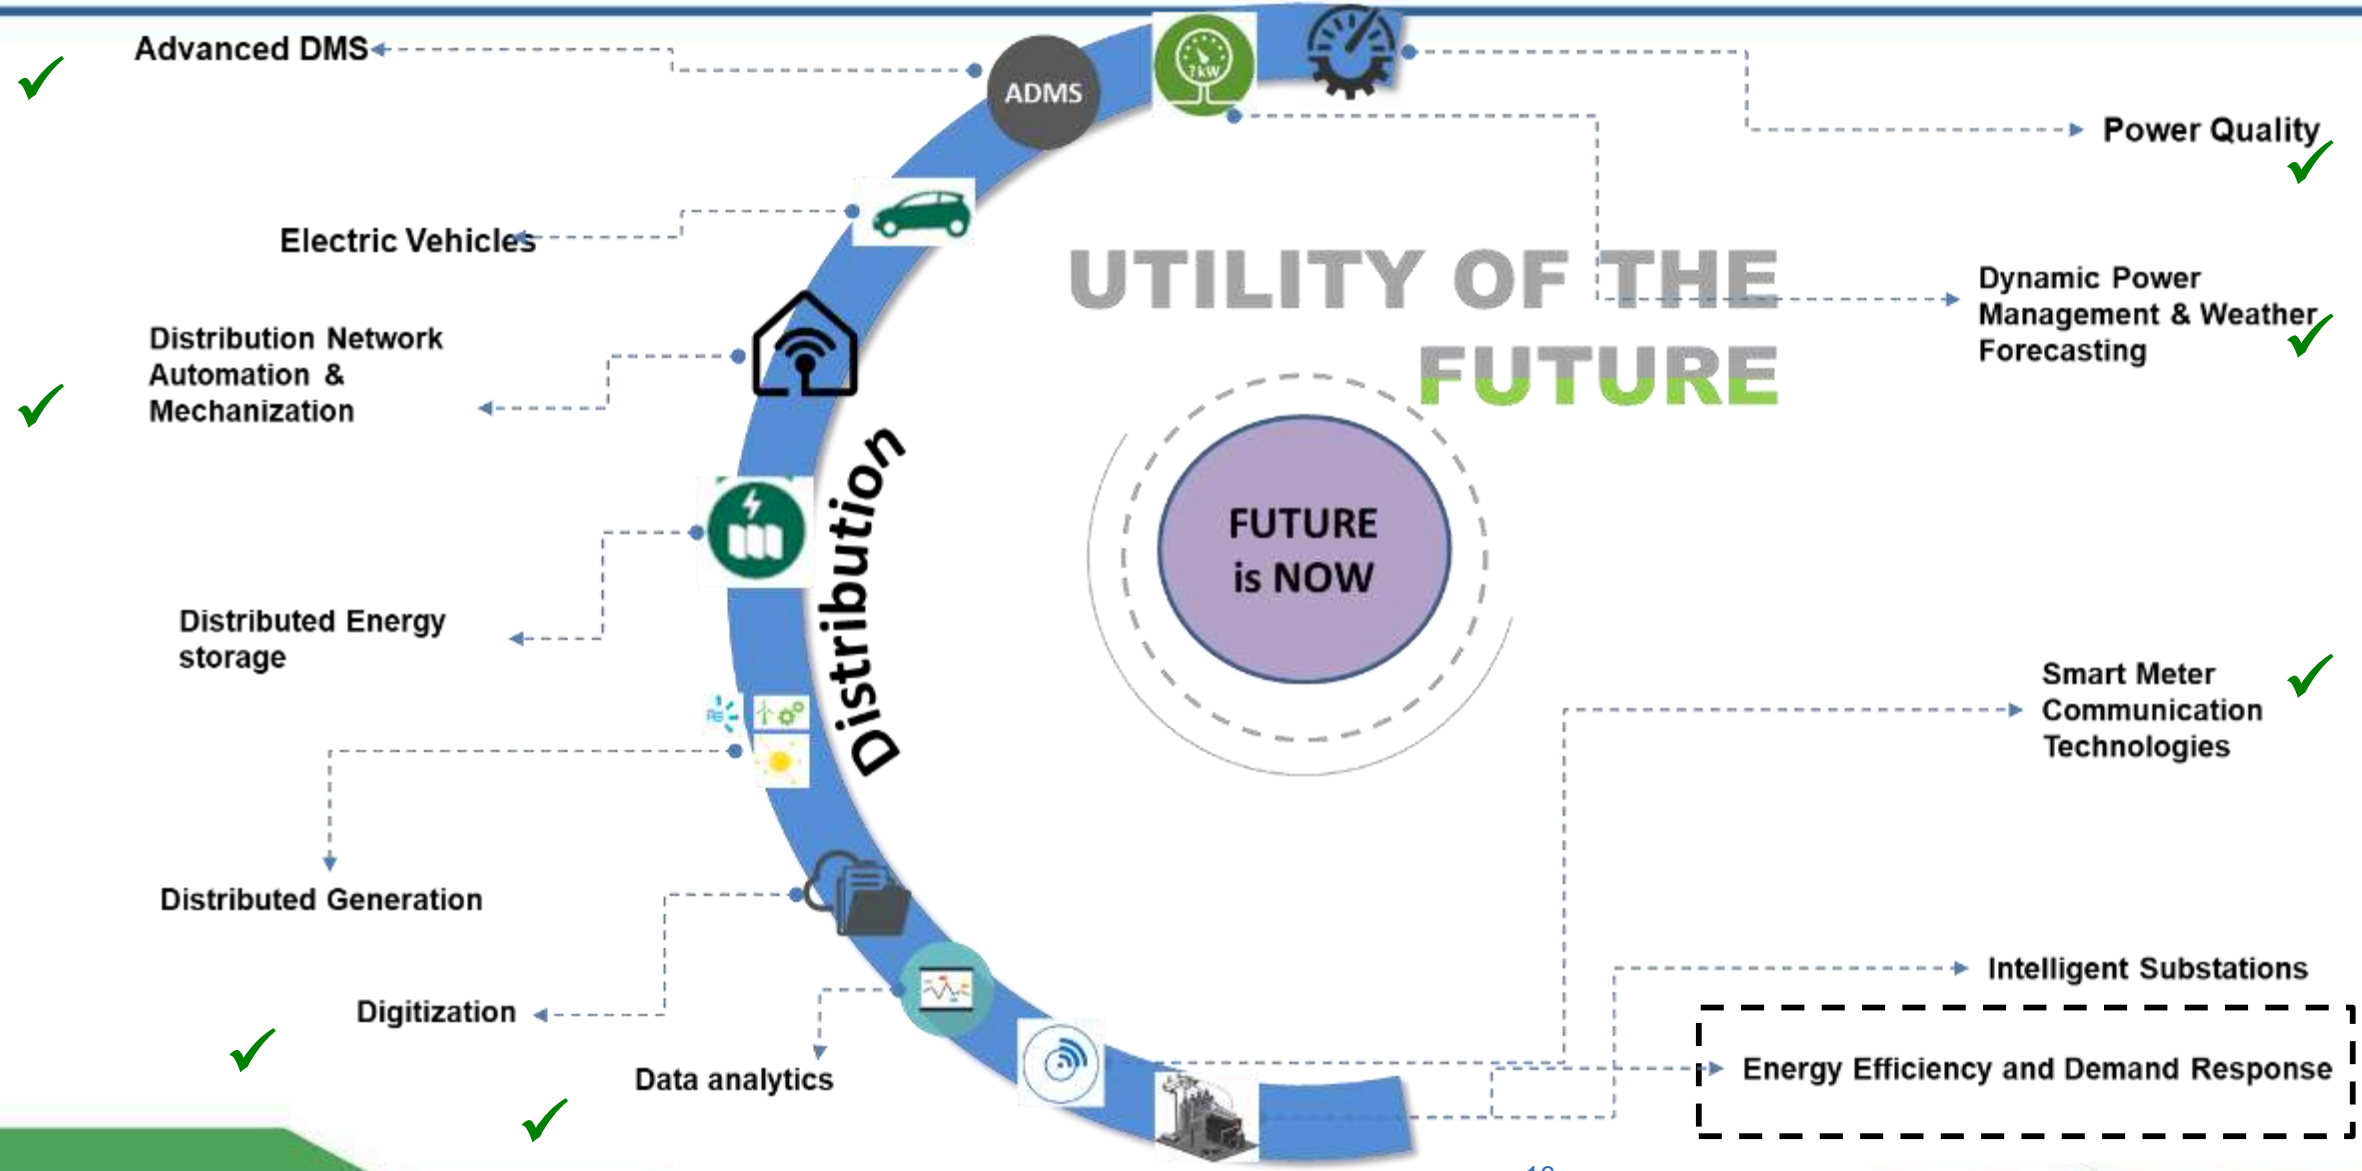 Advanced DMS
ADMS
? kW
Power Quality
Electric Vehicles
UTILITY OF THE
FUTURE
Dynamic Power
Management & Weather
Forecasting
Distribution Network
Automation &
Mechanization
Distribution
FUTURE
is NOW
Distributed Energy
storage
Smart Meter
Communication
Technologies
Distributed Generation
Digitization
Data analytics
Intelligent Substations
Energy Efficiency and Demand Response